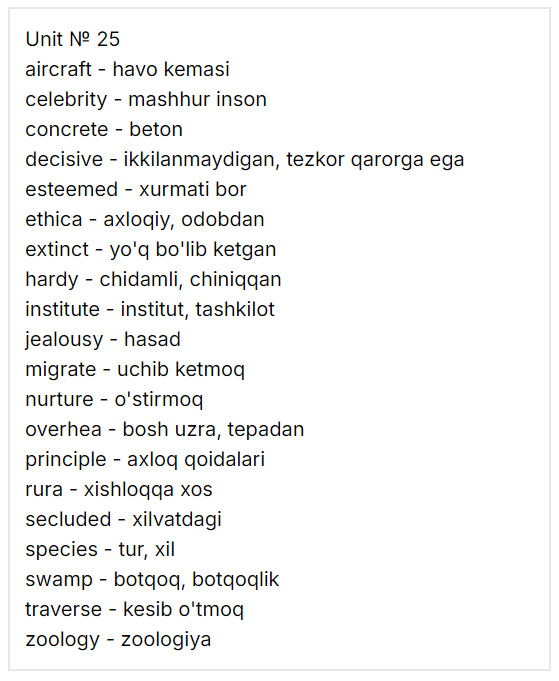 Unit № 25
aircraft - havo kemasi
celebrity - mashhur inson
concrete - beton
decisive - ikkilanmaydigan, tezkor qarorga ega
esteemed - xurmati bor
ethica - axloqiy, odobdan
extinct - yo'q bo'lib ketgan
hardy - chidamli, chiniqqan
institute - institut, tashkilot
jealousy - hasad
migrate - uchib ketmoq
nurture - o'stirmoq
overhea - bosh uzra, tepadan
principle - axloq qoidalari
rura - xishloqqa xos
secluded - xilvatdagi
species - tur, xil
swamp - botqoq, botqoqlik
traverse - kesib o'tmoq
zoology - zoologiya